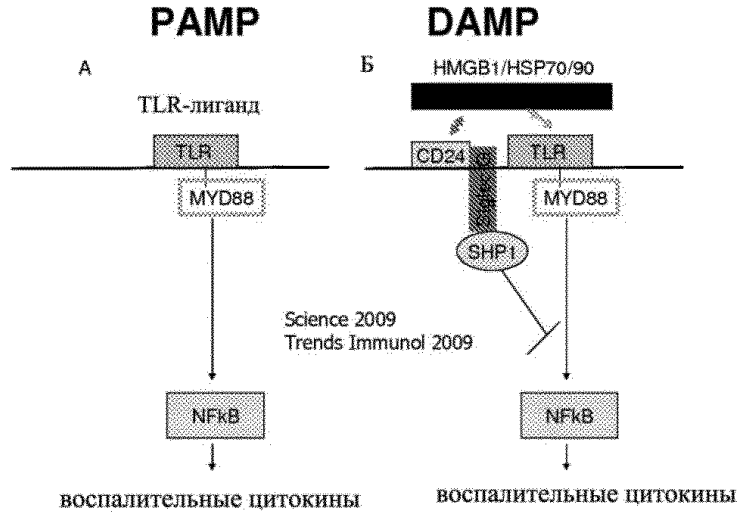 PAMP
DAMP
А
Б
HMGB1/HSP70/90
TLR-лиганд
TLR
CD24
TLR
MYD88
MYD88
SHP1
Science 2009
Trends Immunol 2009
NFkB
NFkB
воспалительные цитокины
воспалительные цитокины